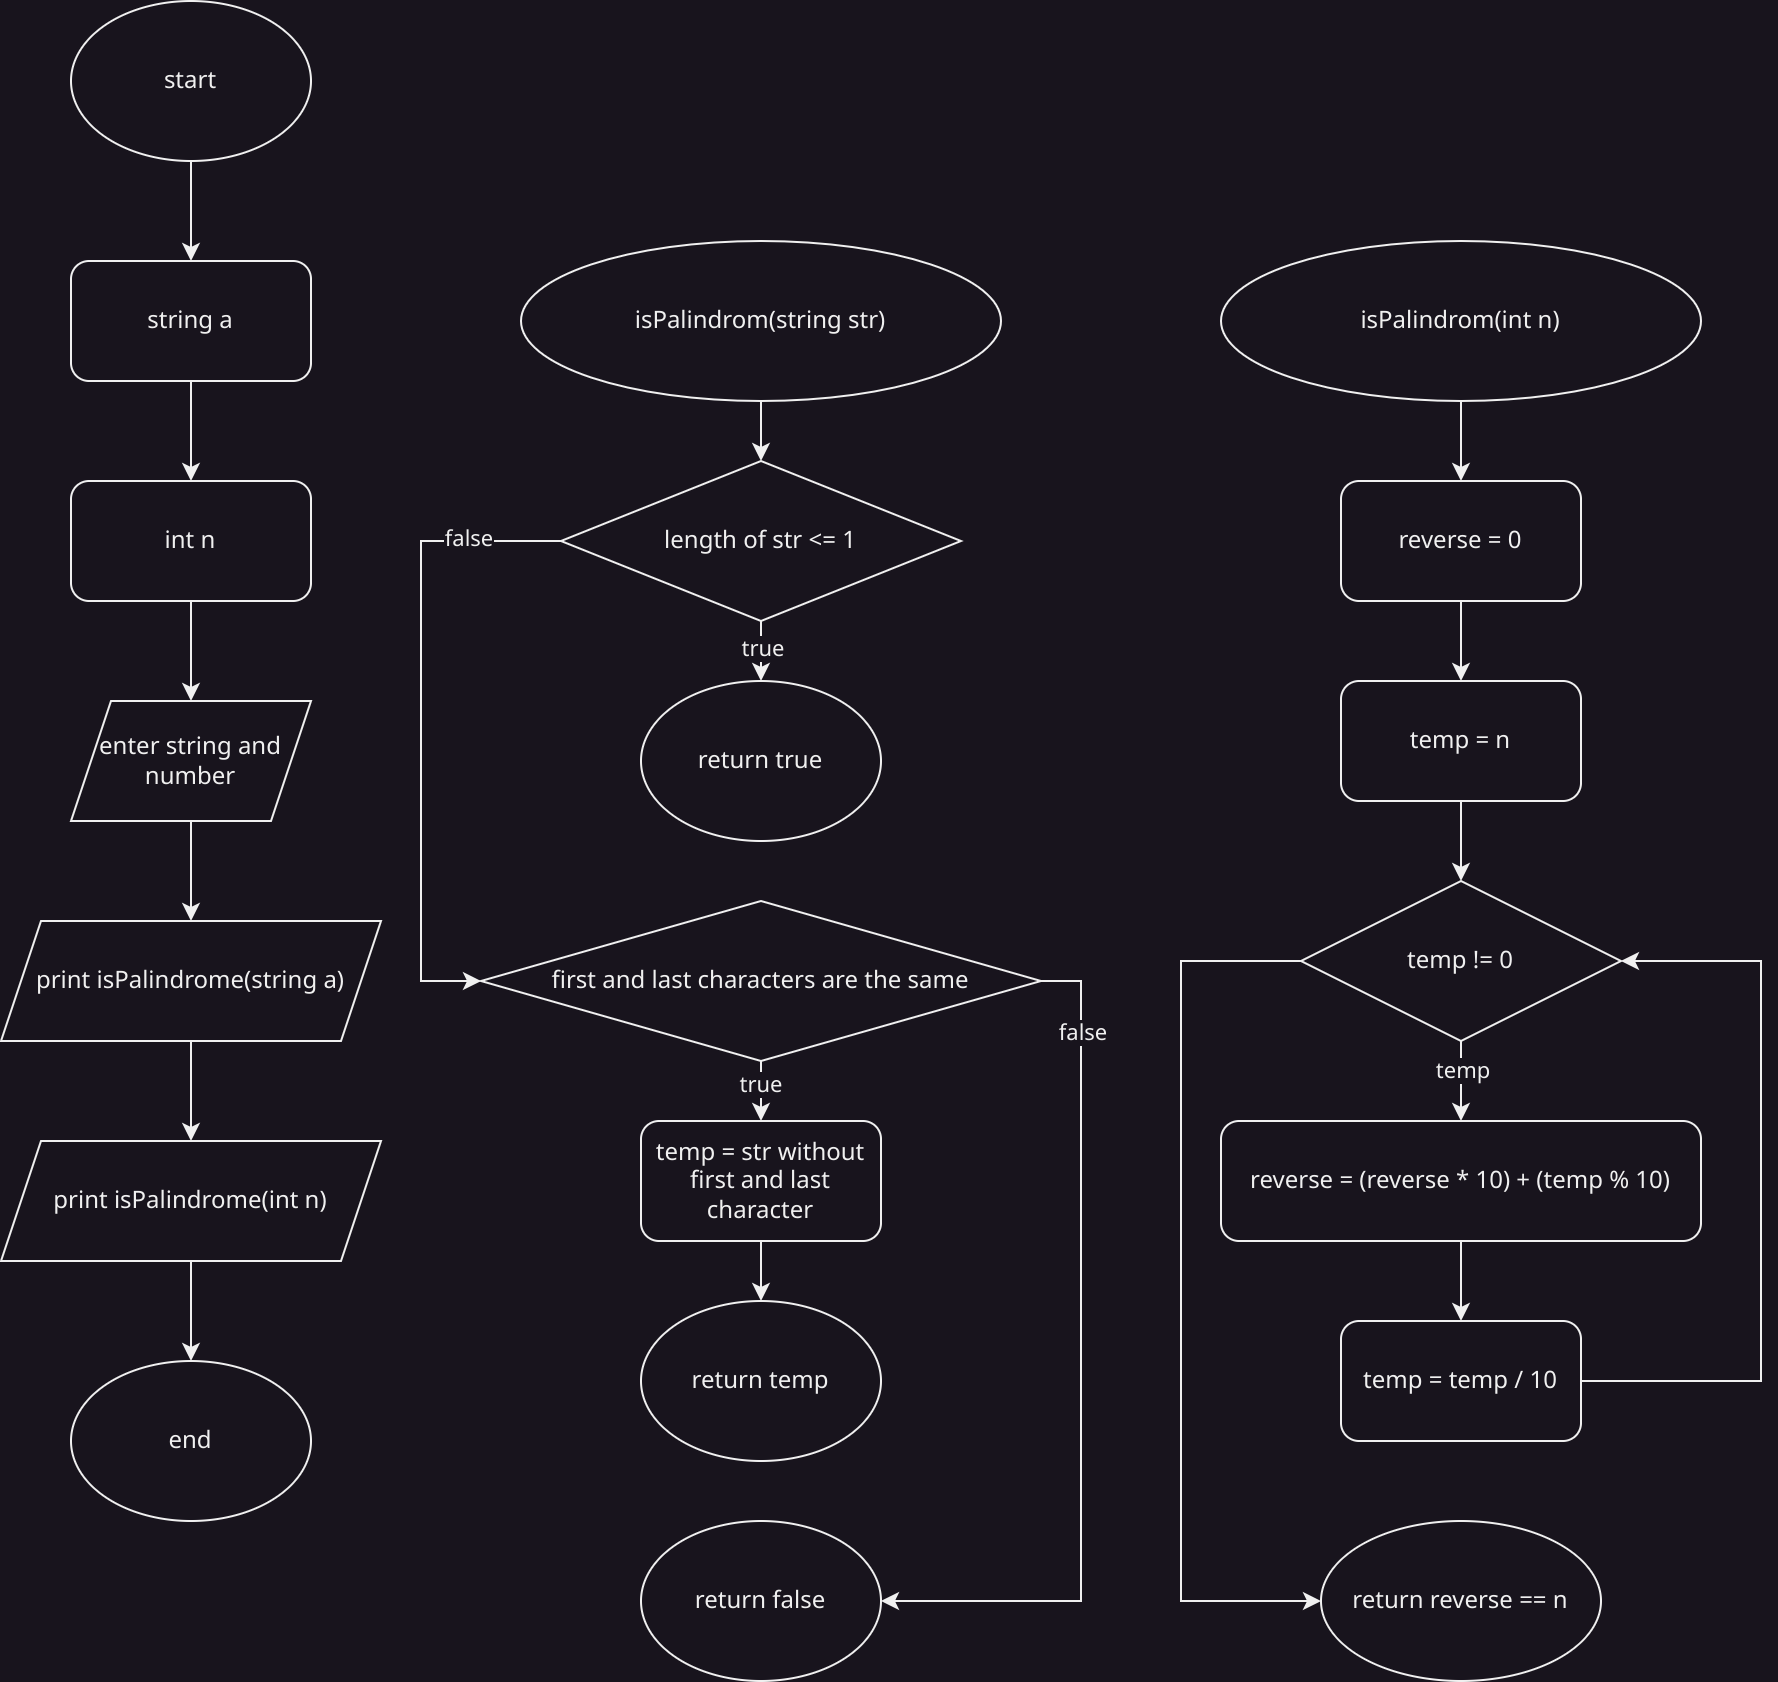 start
string a
int n
enter string and
number
print isPalindrome(string a)
print isPalindrome(int n)
end
isPalindrom(string str)
length of str <= 1
false
true
return true
first and last characters are the same
false
true
temp = str without
first and last
character
return temp
return false
isPalindrom(int n)
reverse = 0
temp = n
temp != 0
temp
reverse = (reverse * 10) + (temp % 10)
temp = temp / 10
return reverse == n